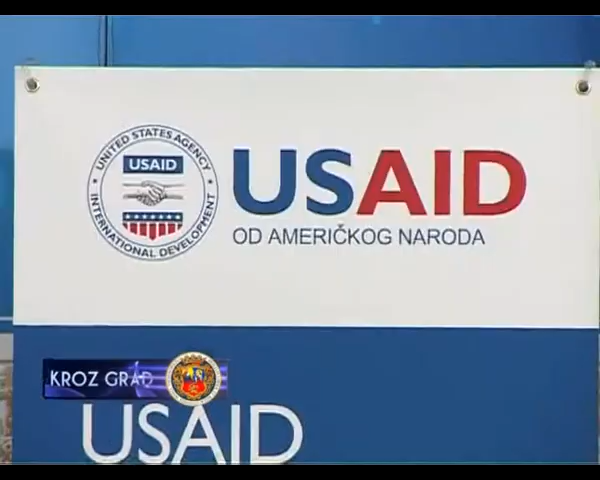 UNITED STATES AGENCY
USAID
INTERNATIONAL DEVELOPMENT
USAID
OD AMERIČKOG NARODA
KROZ GRAD
USAID